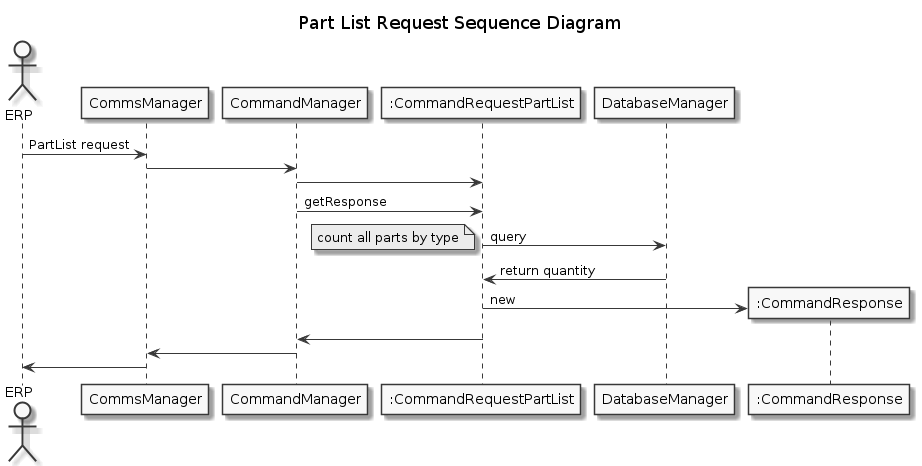 Part List Request Sequence Diagram
ERP
CommsManager
CommandManager
:CommandRequestPartList
DatabaseManager
PartList request
getResponse
count all parts by type
query
return quantity
new
:CommandResponse
ERP
CommsManager
CommandManager
:CommandRequestPartList
DatabaseManager
:CommandResponse